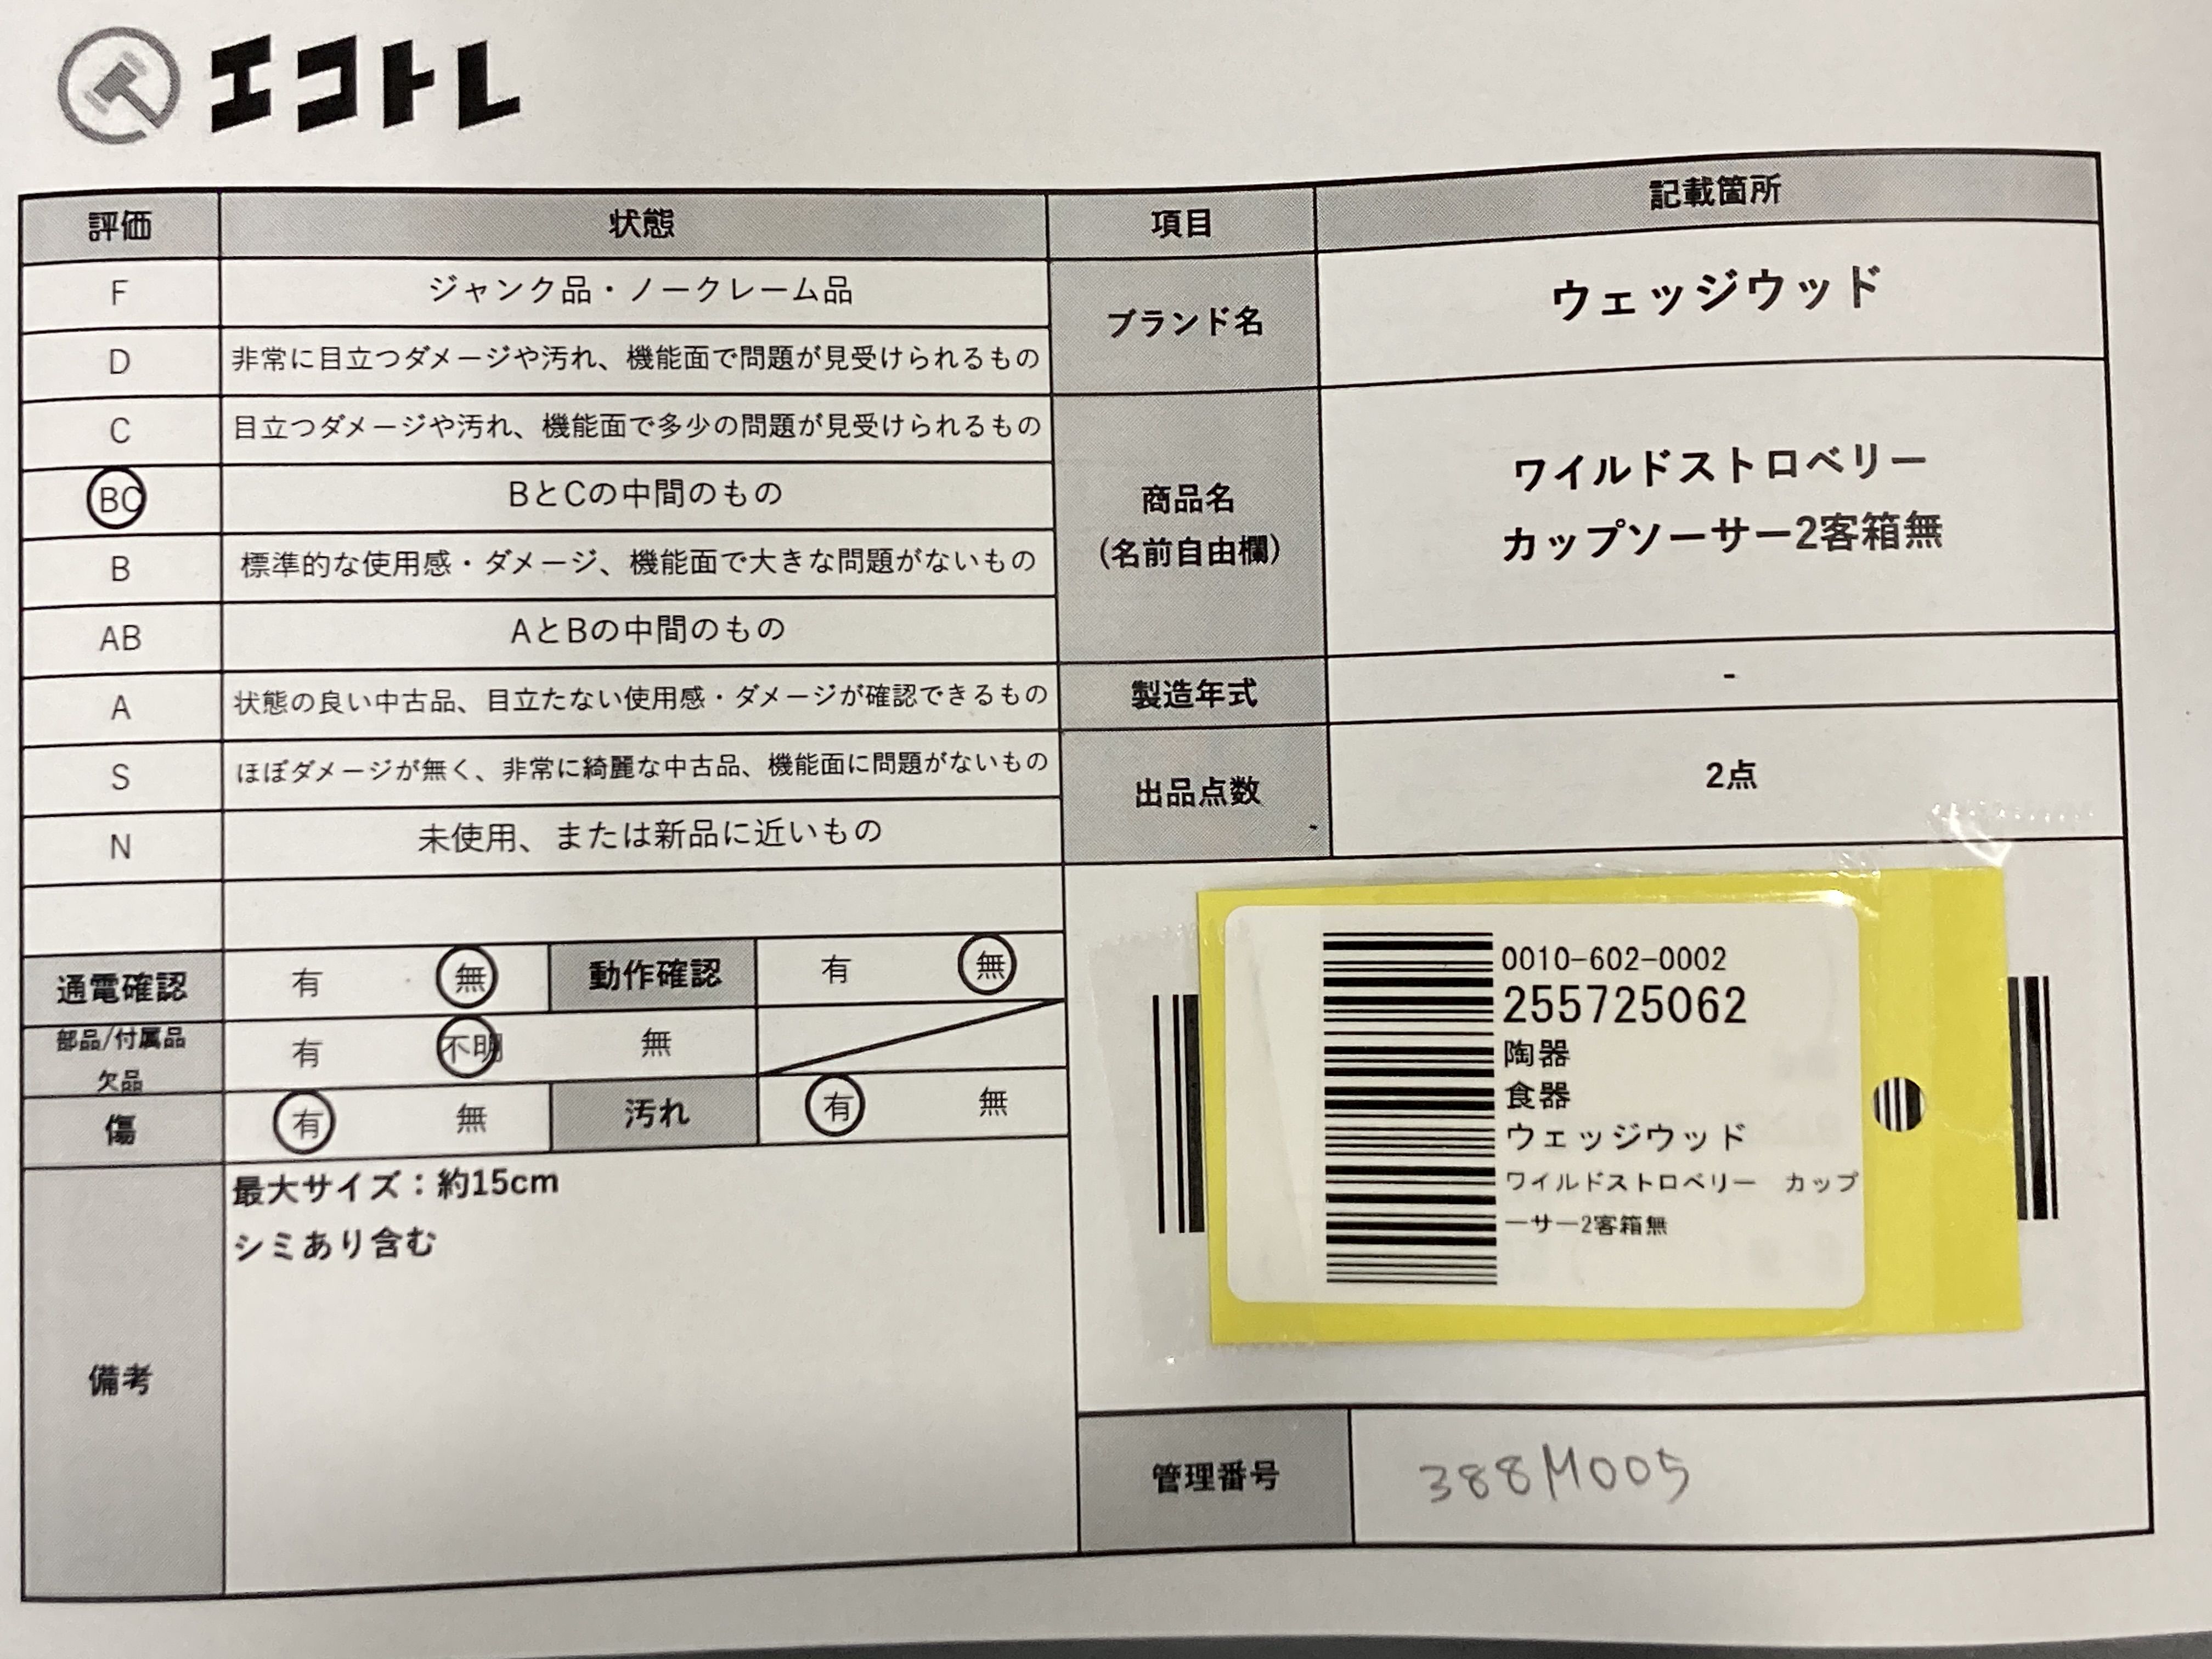 エコトレ
評価 状態 項目 記載箇所
F ジャンク品・ノークレーム品
D 非常に目立つダメージや汚れ、機能面で問題が見受けられるもの
C 目立つダメージや汚れ、機能面で多少の問題が見受けられるもの
BC BとCの中間のもの
B 標準的な使用感・ダメージ、機能面で大きな問題がないもの
AB AとBの中間のもの
A 状態の良い中古品、目立たない使用感・ダメージが確認できるもの
S ほぼダメージが無く、非常に綺麗な中古品、機能面に問題がないもの
N 未使用、または新品に近いもの
ブランド名 ウェッジウッド
商品名
(名前自由欄)
ワイルドストロベリー
カップソーサー2客箱無
製造年式 -
出品点数 2点
通電確認 有 無 動作確認 有 無
部品/付属品
欠品
有 不明 無
傷 有 無 汚れ 有 無
備考
最大サイズ：約15cm
シミあり含む
0010-602-0002
255725062
陶器
食器
ウェッジウッド
ワイルドストロベリー カップ
ーサー2客箱無
管理番号 388M005